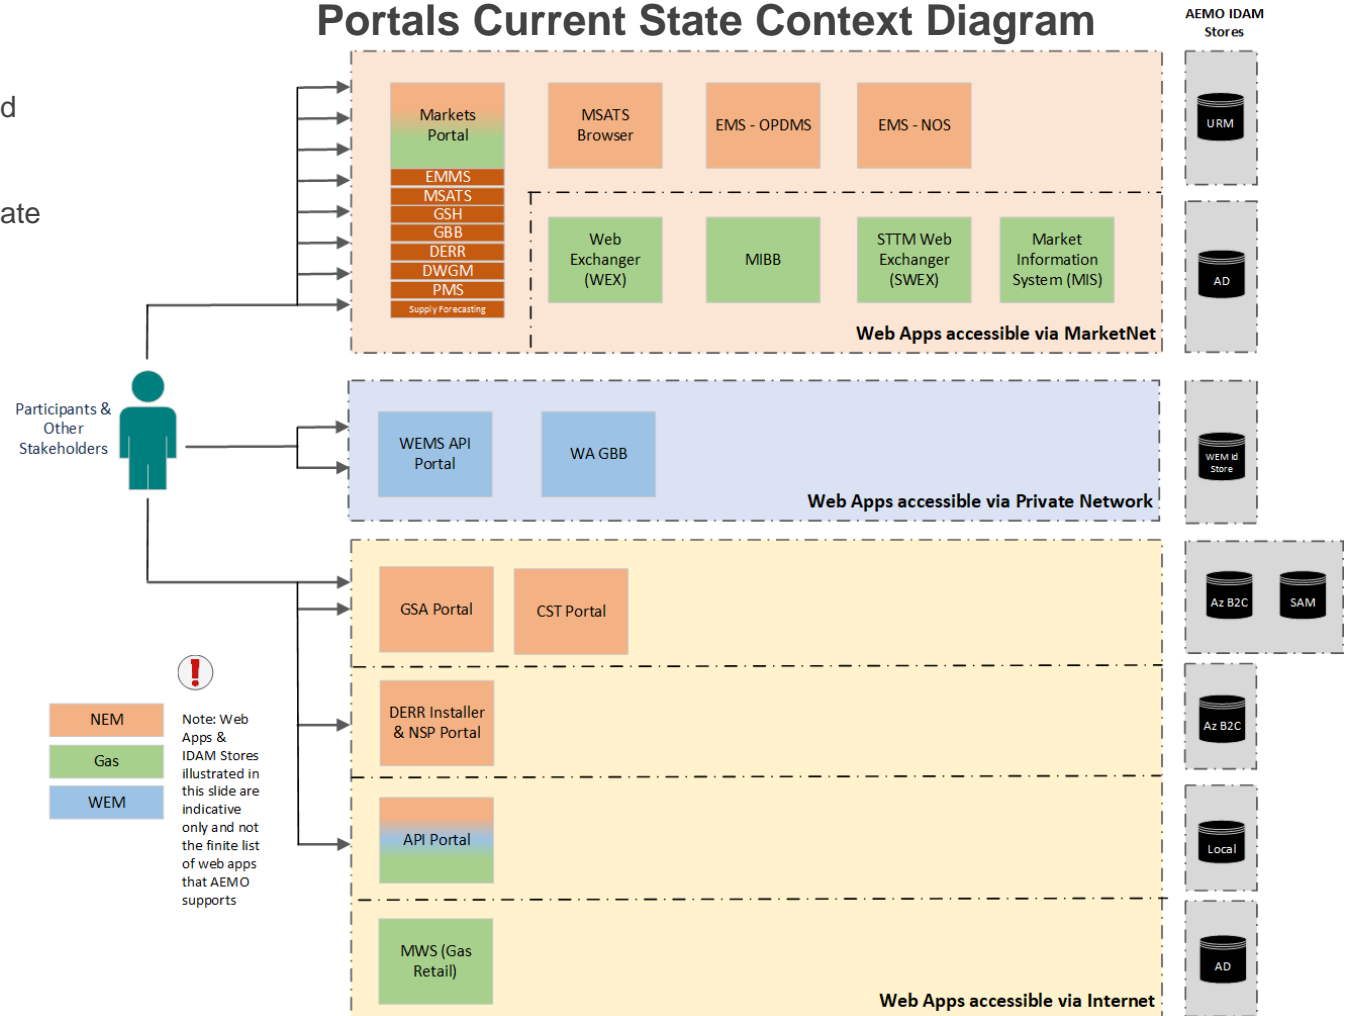 Portals Current State Context Diagram
AEMO IDAM
Stores
d
ate
Markets
Portal
EMMS
MSATS
GSH
GBB
DERR
DWGM
PMS
Supply Forecasting
MSATS
Browser
EMS - OPDMS
EMS - NOS
Web
Exchanger
(WEX)
MIBB
STTM Web
Exchanger
(SWEX)
Market
Information
System (MIS)
Web Apps accessible via MarketNet
URM
AD
Participants &
Other
Stakeholders
WEMS API
Portal
WA GBB
Web Apps accessible via Private Network
WEM Id
Store
GSA Portal
CST Portal
Az B2C
SAM
DERR Installer
& NSP Portal
Az B2C
API Portal
Local
MWS (Gas
Retail)
Web Apps accessible via Internet
AD
NEM
Gas
WEM
Note: Web
Apps &
IDAM Stores
illustrated in
this slide are
indicative
only and not
the finite list
of web apps
that AEMO
supports